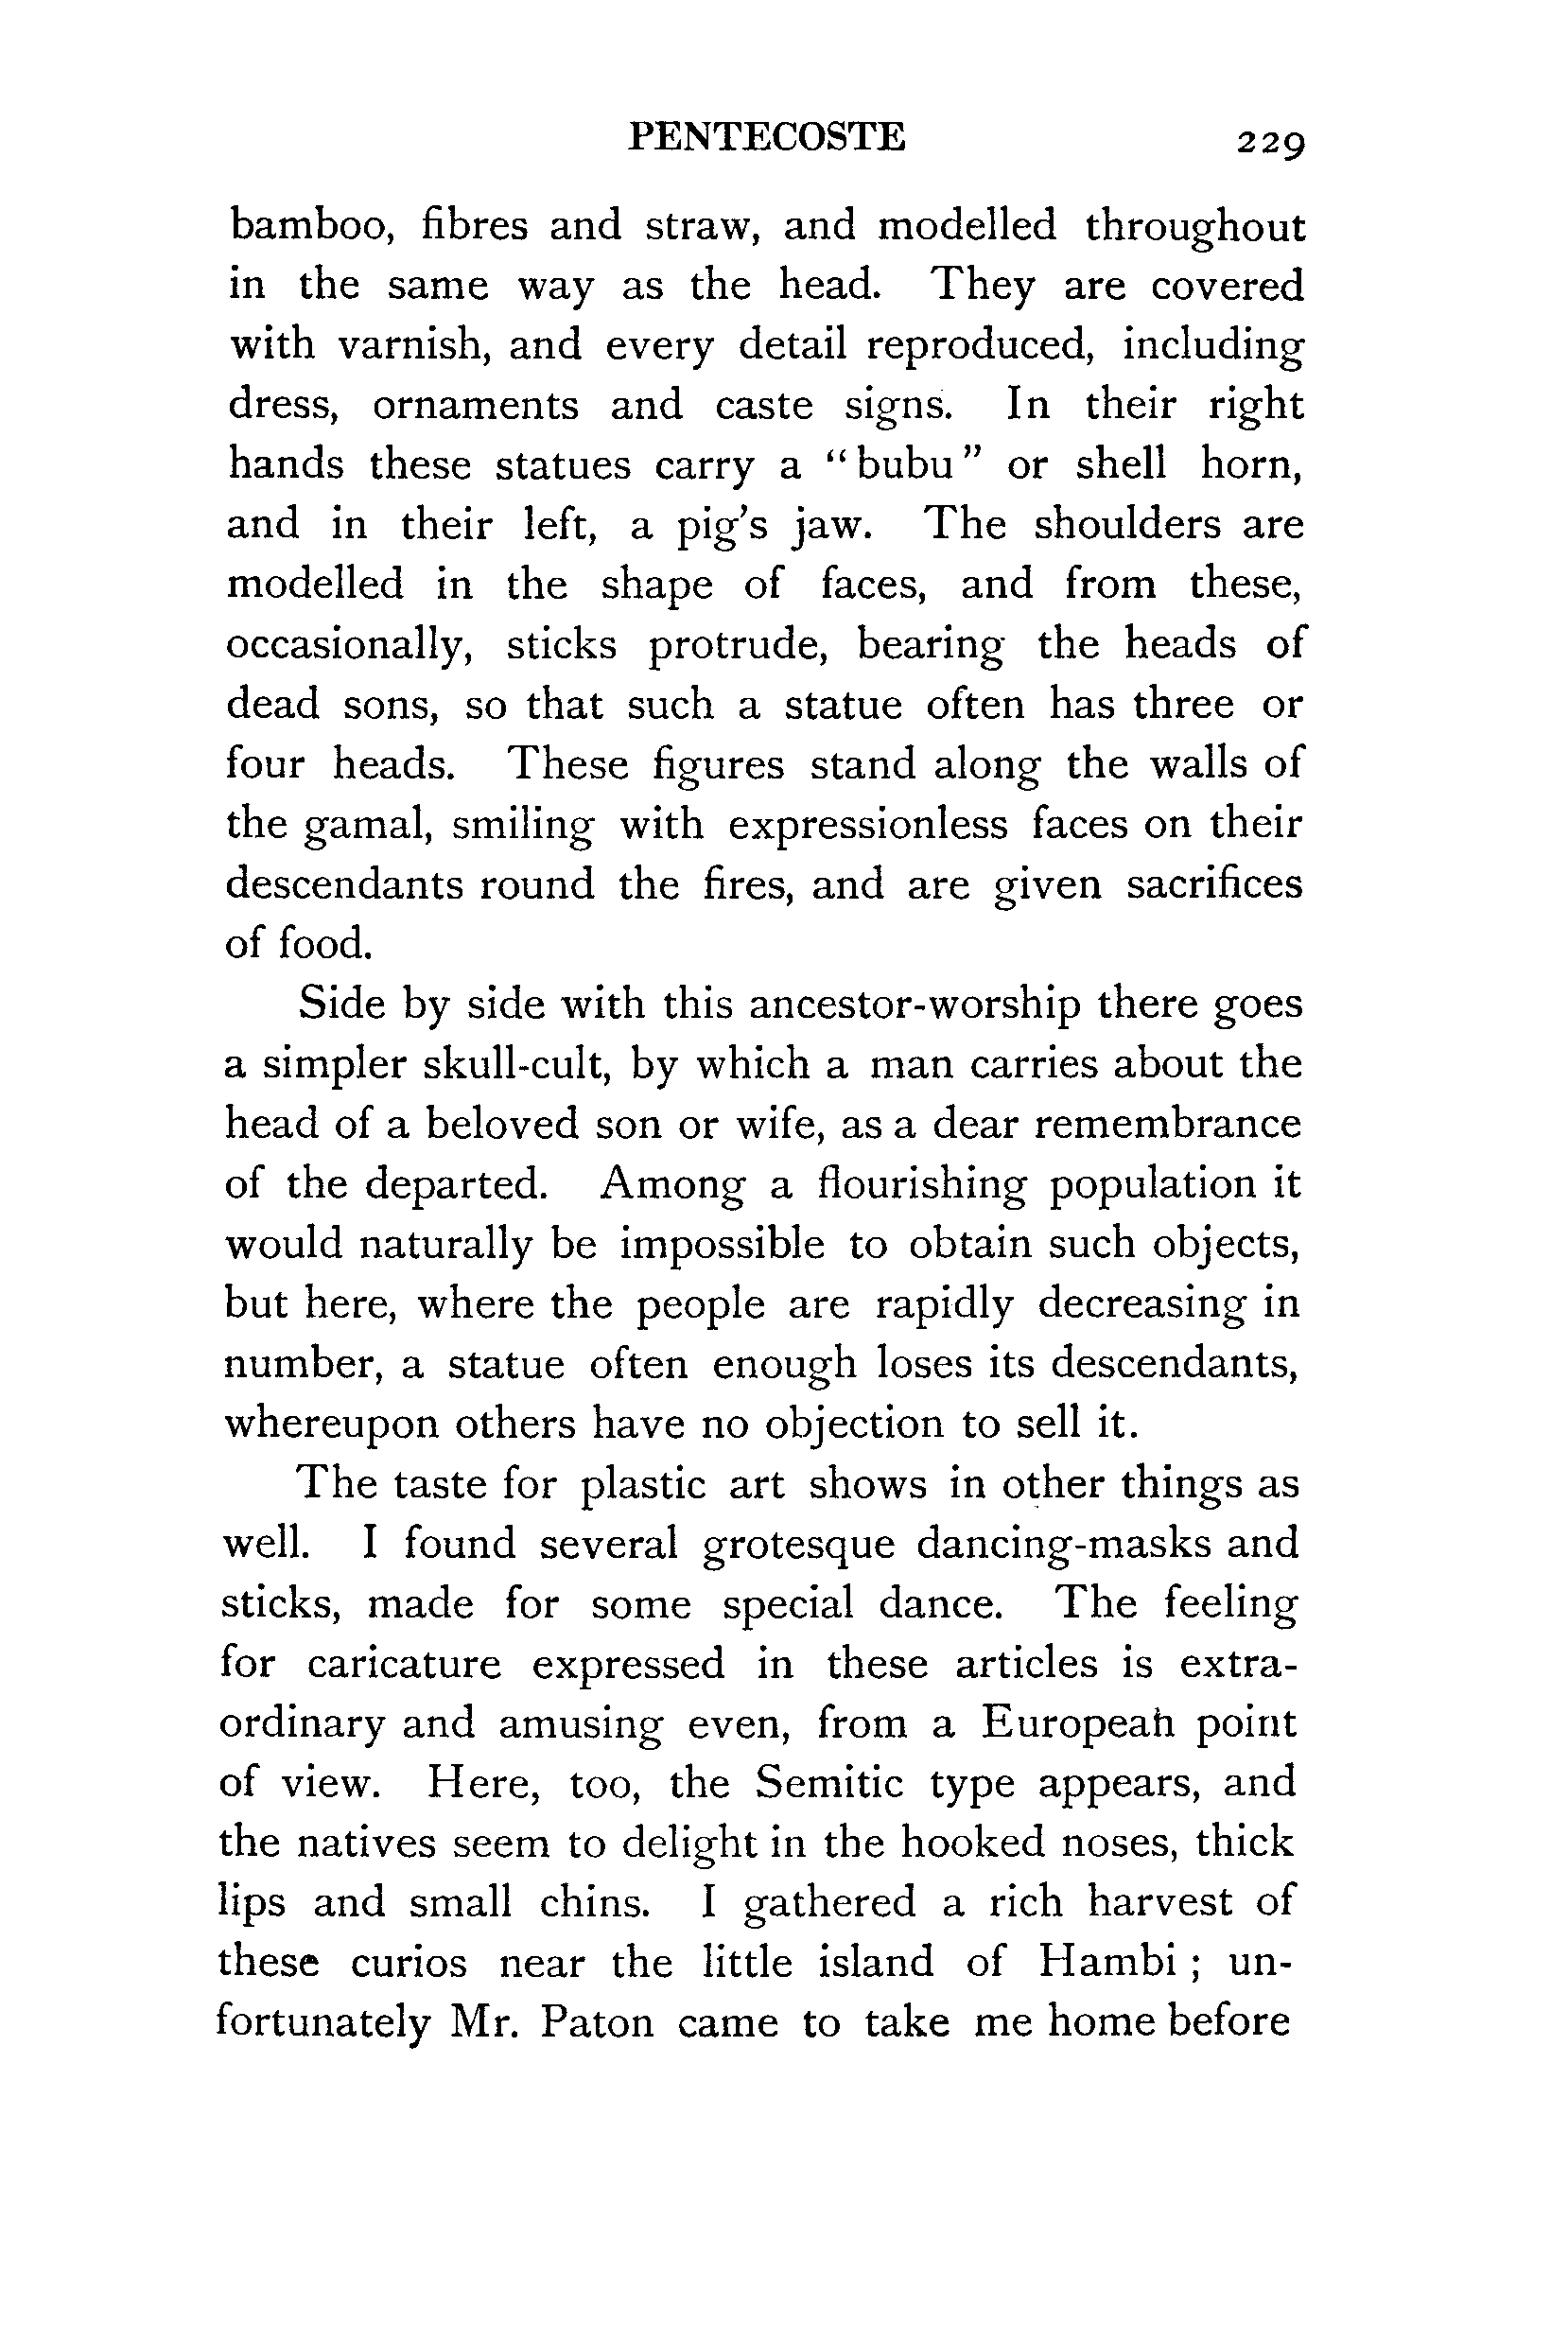 PENTECOSTE 229
bamboo, fibres and straw, and modelled throughout
in the same way as the head. They are covered
with varnish, and every detail reproduced, including
dress, ornaments and caste signs. In their right
hands these statues carry a “bubu” or shell horn,
and in their left, a pig’s jaw. The shoulders are
modelled in the shape of faces, and from these,
occasionally, sticks protrude, bearing the heads of
dead sons, so that such a statue often has three or
four heads. These figures stand along the walls of
the gamal, smiling with expressionless faces on their
descendants round the fires, and are given sacrifices
of food.
Side by side with this ancestor-worship there goes
a simpler skull-cult, by which a man carries about the
head of a beloved son or wife, as a dear remembrance
of the departed. Among a flourishing population it
would naturally be impossible to obtain such objects,
but here, where the people are rapidly decreasing in
number, a statue often enough loses its descendants,
whereupon others have no objection to sell it.
The taste for plastic art shows in other things as
well. I found several grotesque dancing-masks and
sticks, made for some special dance. The feeling
for caricature expressed in these articles is extra-
ordinary and amusing even, from a European point
of view. Here, too, the Semitic type appears, and
the natives seem to delight in the hooked noses, thick
lips and small chins. I gathered a rich harvest of
these curios near the little island of Hambi ; un-
fortunately Mr. Paton came to take me home before